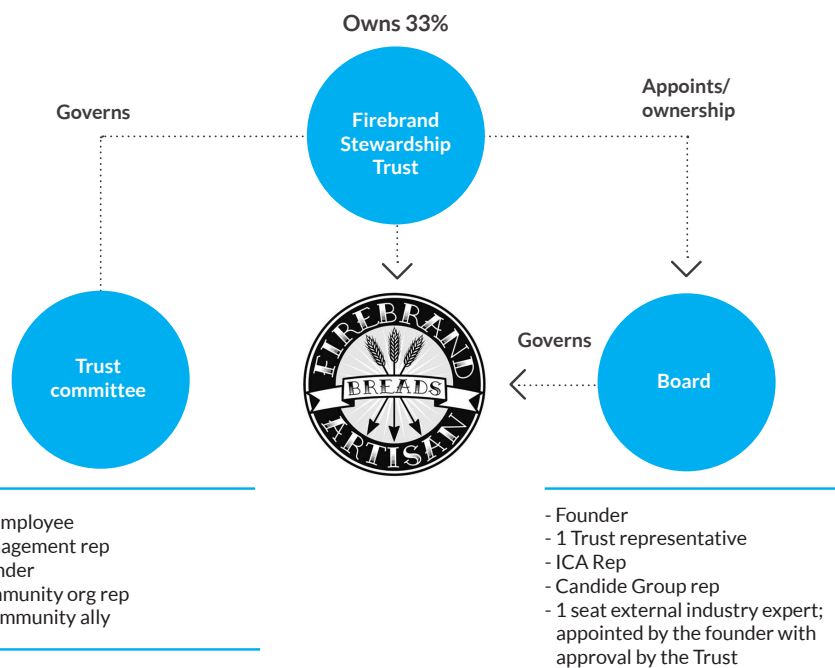 Owns 33%
Governs
Firebrand
Stewardship
Trust
Appoints/
ownership
Trust
committee
FIREBRAND
BREADS
ARTISAN
Governs
Board
mployee
agement rep
nder
munity org rep
mmunity ally
- Founder
- 1 Trust representative
- ICA Rep
- Candide Group rep
- 1 seat external industry expert;
appointed by the founder with
approval by the Trust